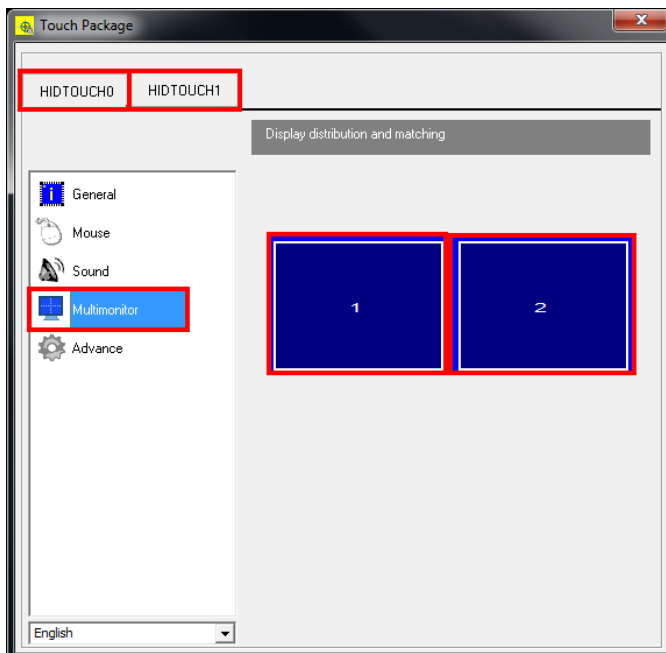 Touch Package
HIDTOUCH0 HIDTOUCH1
Display distribution and matching
General
Mouse
Sound
Multimonitor
Advance
1 2
English